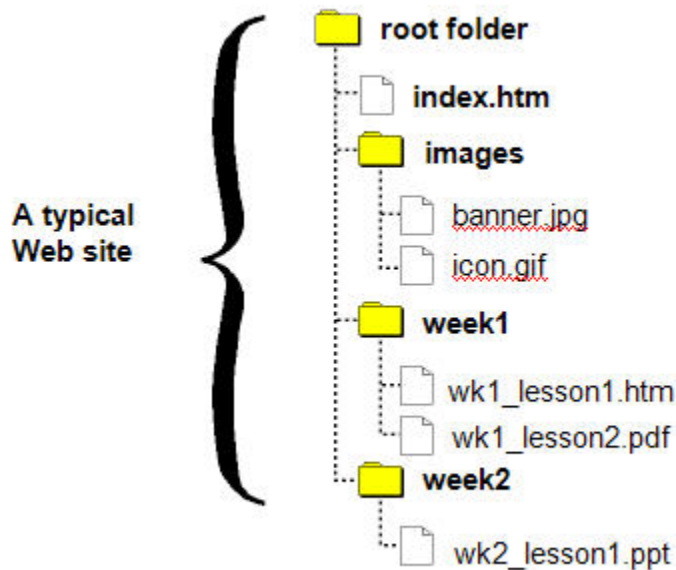 root folder
index.htm
images
banner.jpg
icon.gif
A typical
Web site
week1
wk1_lesson1.htm
wk1_lesson2.pdf
week2
wk2_lesson1.ppt